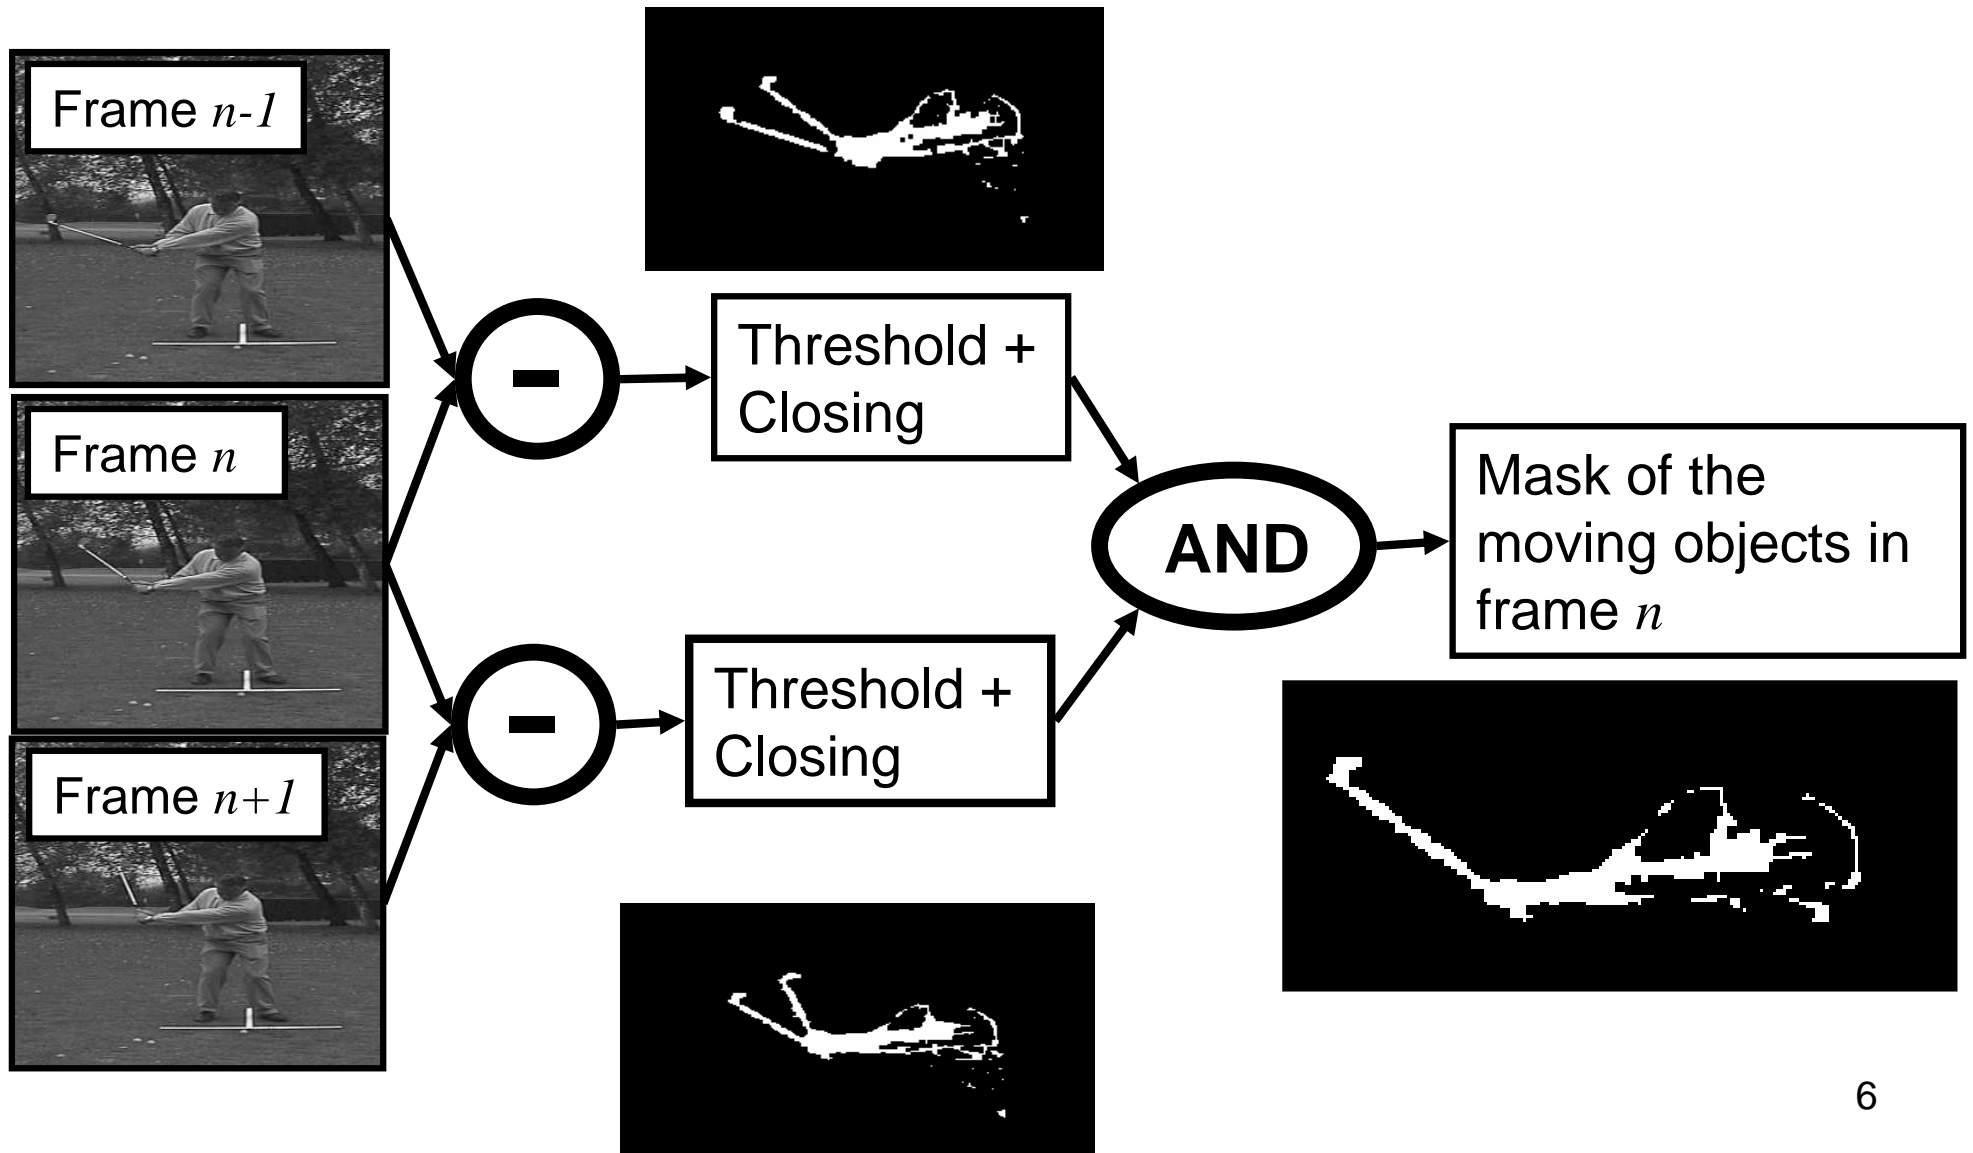 Frame n-1
Frame n
Frame n+1
-
Threshold +
Closing
-
Threshold +
Closing
AND
Mask of the
moving objects in
frame n
6